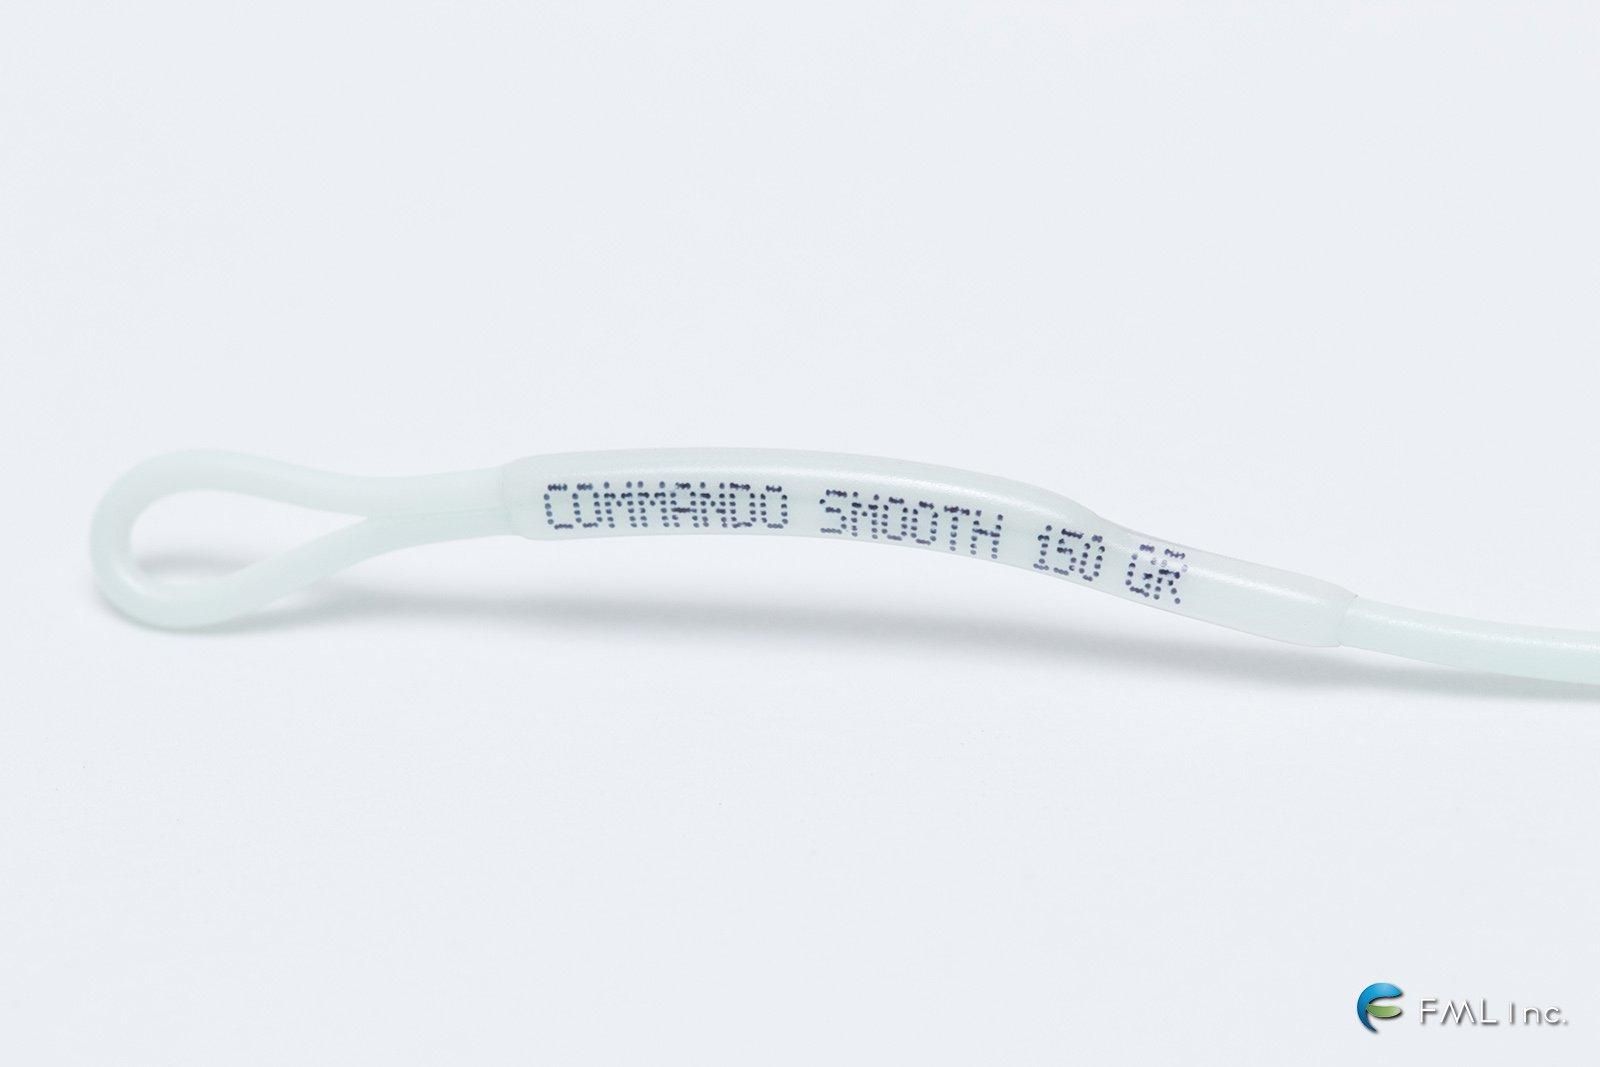 COMMANDO SMOOTH 150 GR
FML Inc.